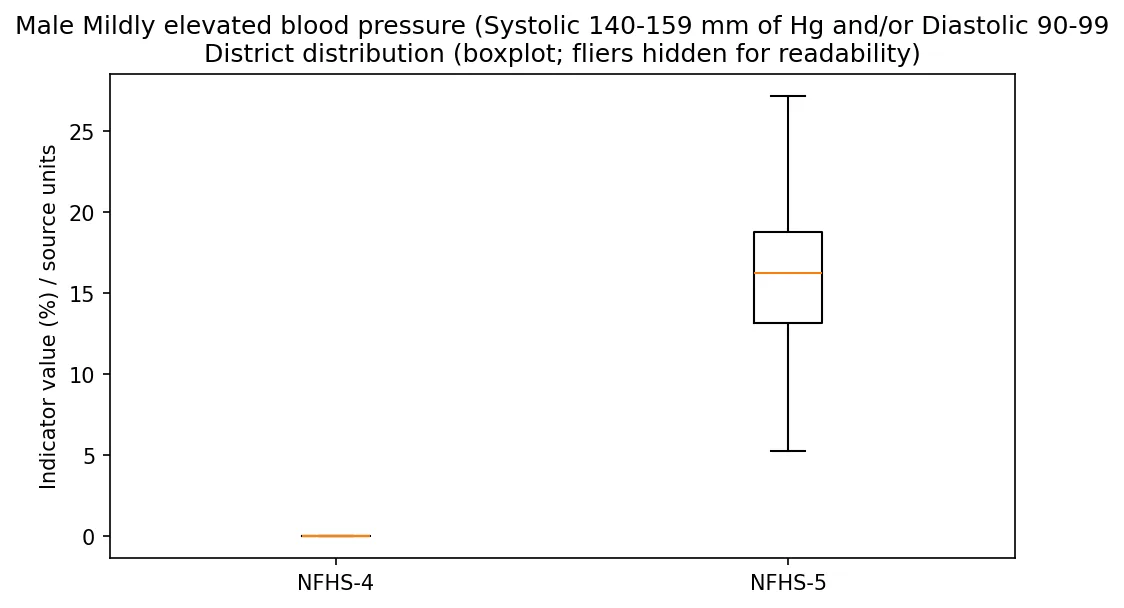 Male Mildly elevated blood pressure (Systolic 140-159 mm of Hg and/or Diastolic 90-99
District distribution (boxplot; fliers hidden for readability)
Indicator value (%) / source units
25
20
15
10
5
0
NFHS-4
NFHS-5